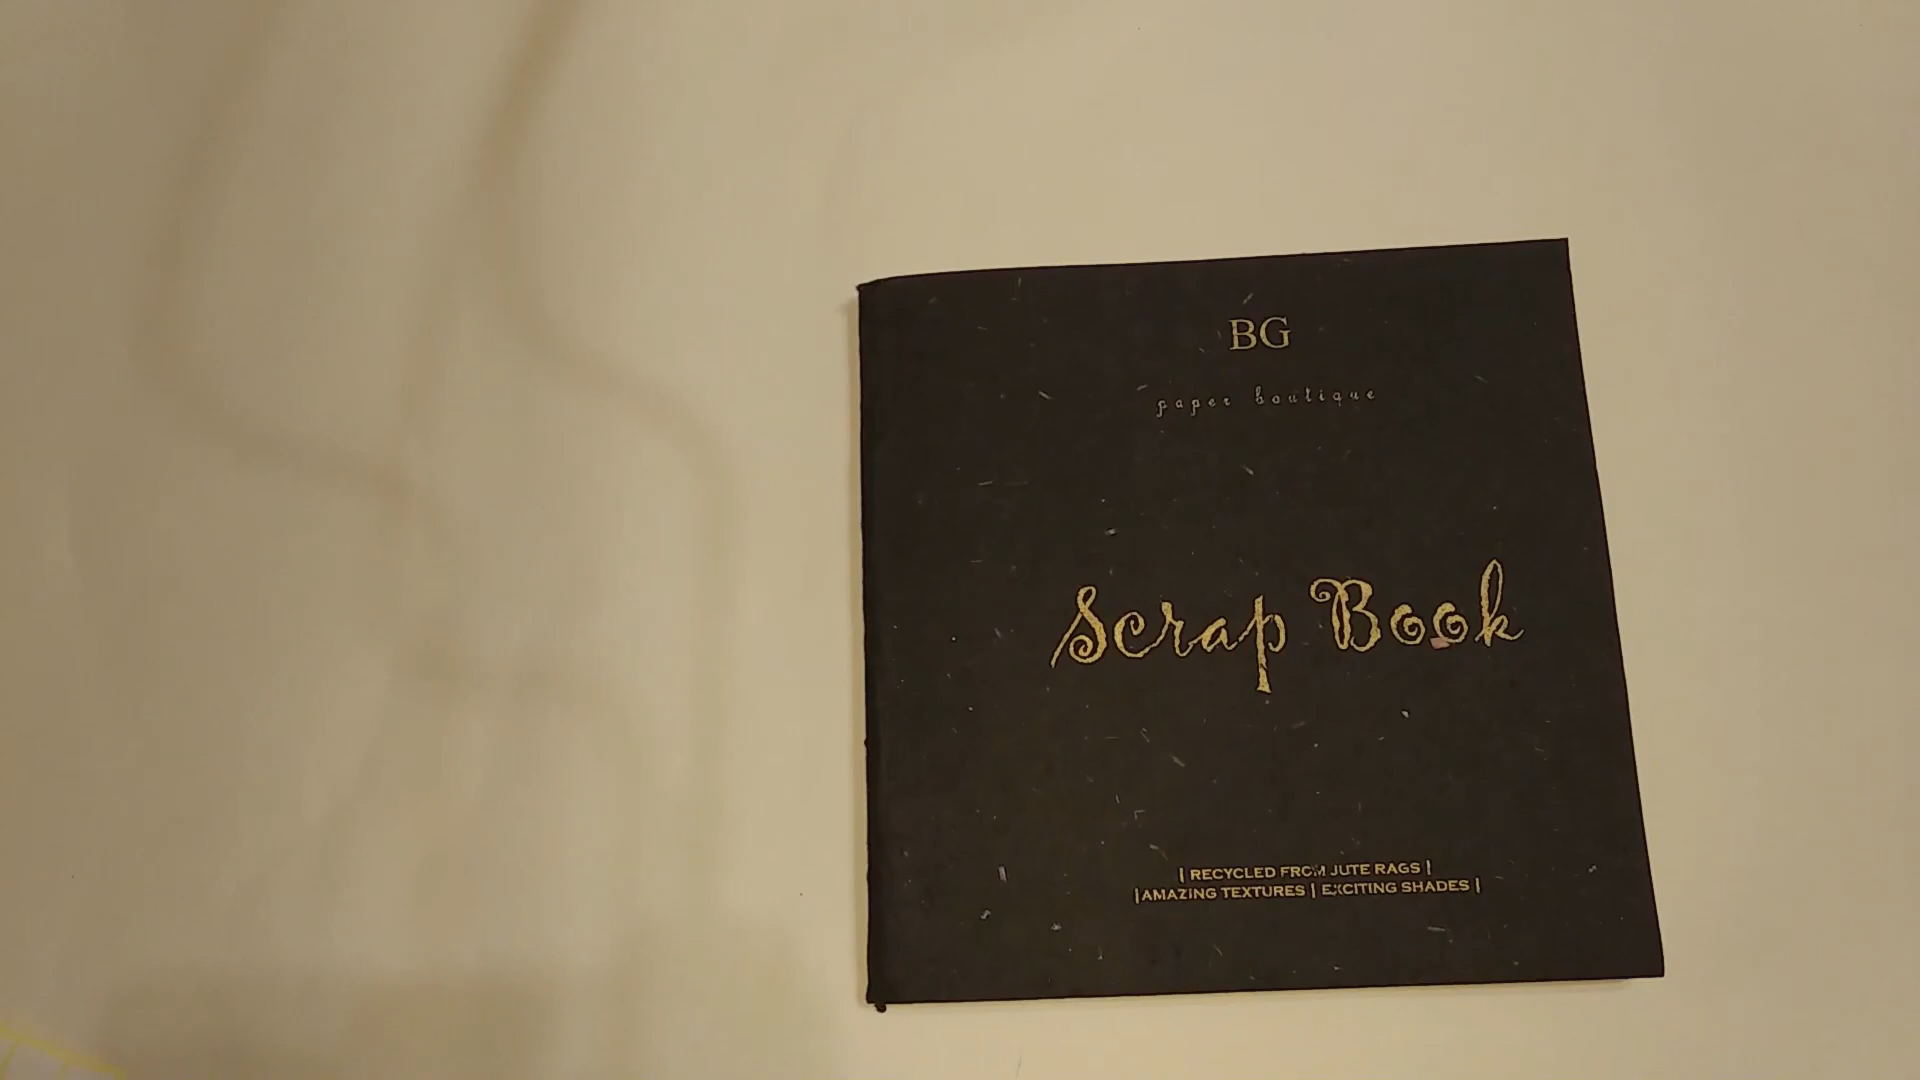 BG
paper boutique
Scrap Book
| RECYCLED FROM JUTE RAGS |
| AMAZING TEXTURES | EXCITING SHADES |